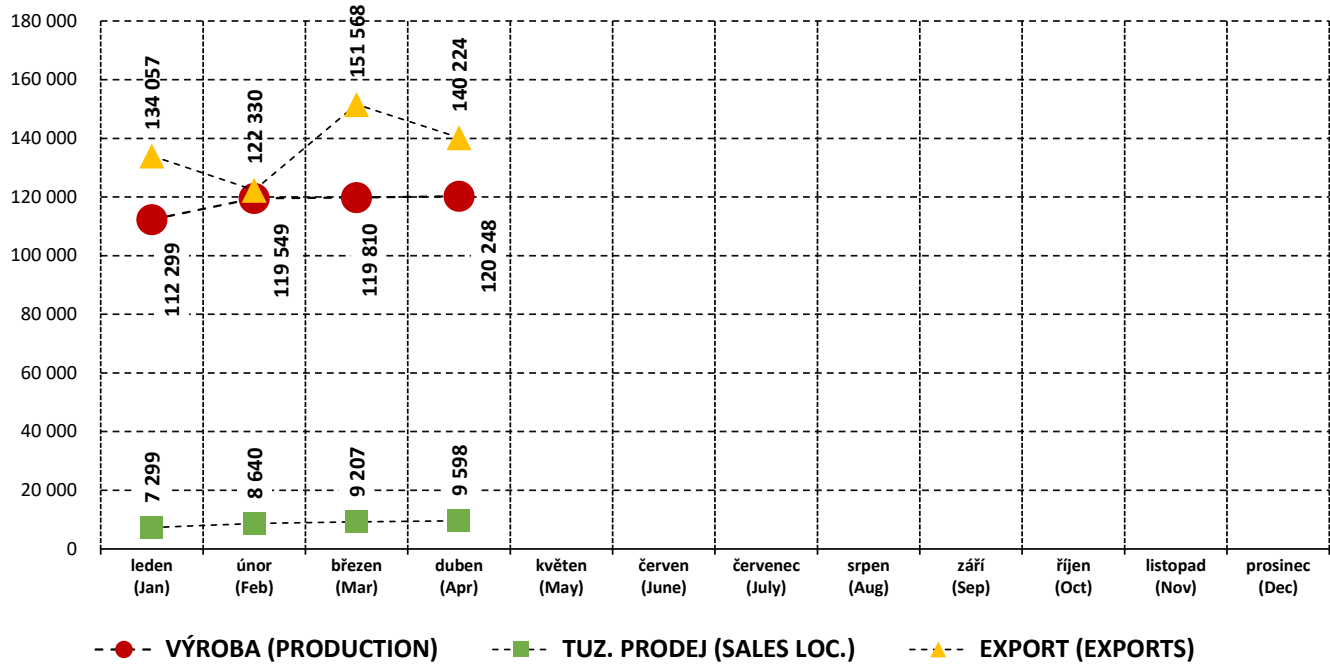 180 000
160 000
140 000
120 000
100 000
80 000
60 000
40 000
20 000
0
134 057
122 330
151 568
140 224
112 299
119 549
119 810
120 248
7 299
8 640
9 207
9 598
leden
(Jan)
únor
(Feb)
březen
(Mar)
duben
(Apr)
květen
(May)
červen
(June)
červenec
(July)
srpen
(Aug)
září
(Sep)
říjen
(Oct)
listopad
(Nov)
prosinec
(Dec)
VÝROBA (PRODUCTION)
TUZ. PRODEJ (SALES LOC.)
EXPORT (EXPORTS)